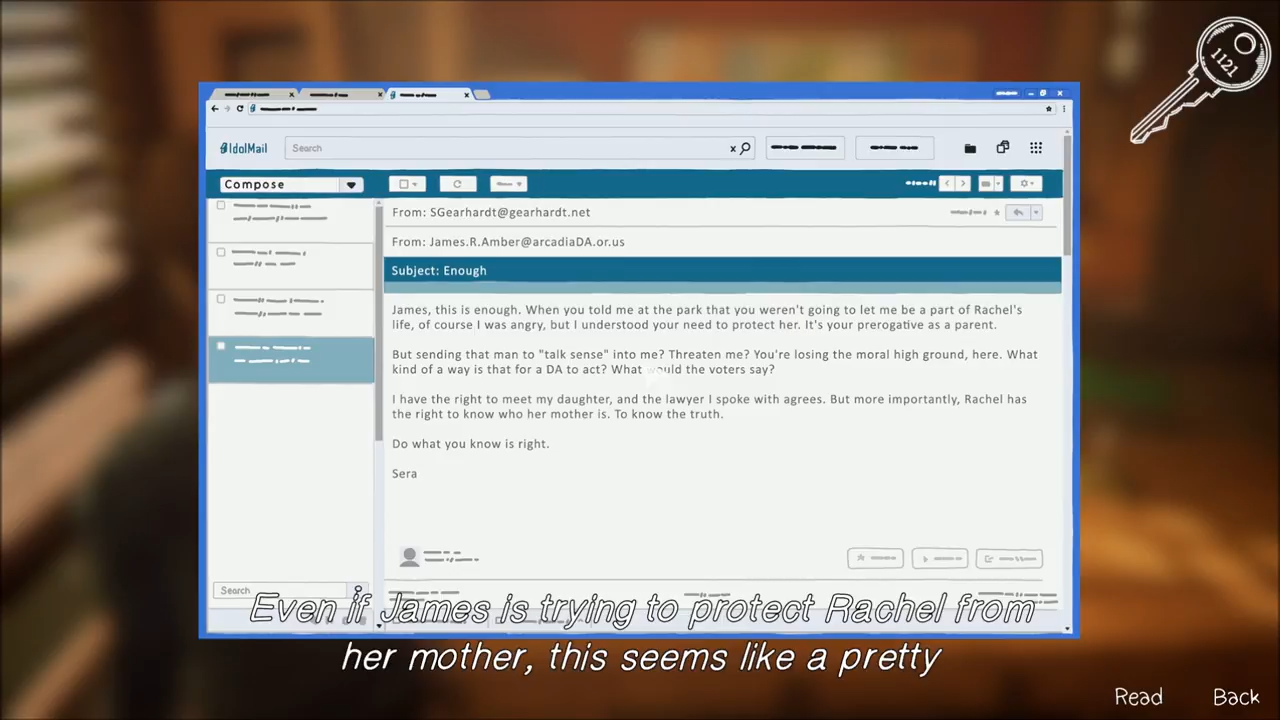 1121
IdolMail
Search
x
Compose
From: SGearhardt@gearhardt.net
From: James.R.Amber@arcadiaDA.or.us
Subject: Enough
James, this is enough. When you told me at the park that you weren't going to let me be a part of Rachel's
life, of course I was angry, but I understood your need to protect her. It's your prerogative as a parent.
But sending that man to "talk sense" into me? Threaten me? You're losing the moral high ground, here. What
kind of a way is that for a DA to act? What would the voters say?
I have the right to meet my daughter, and the lawyer I spoke with agrees. But more importantly, Rachel has
the right to know who her mother is. To know the truth.
Do what you know is right.
Sera
Search
Even if James is trying to protect Rachel from
her mother, this seems like a pretty
Read Back